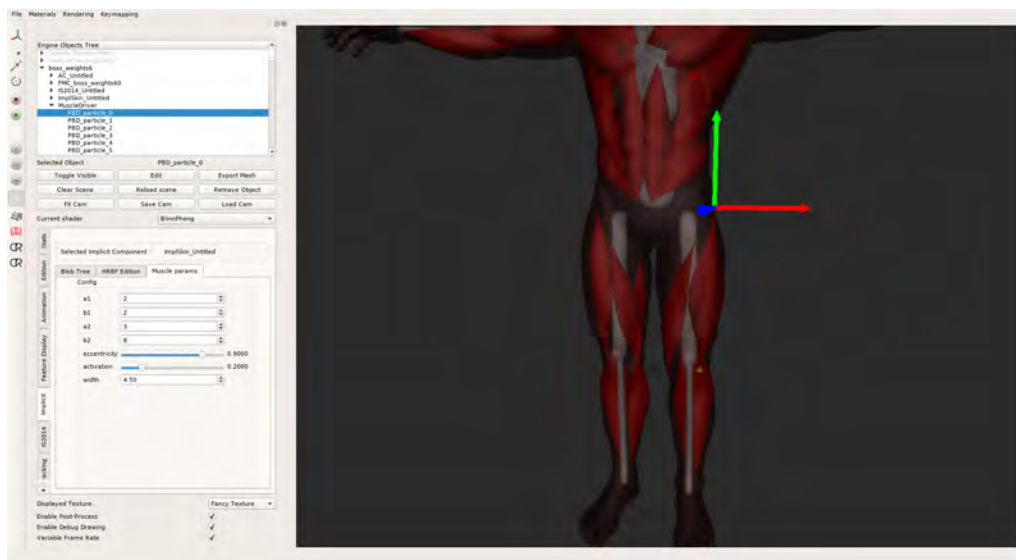 File Materials Rendering Keymapping
Engine Objects Tree
boss_weights6
AC_Untitled
PMC_boss_weights60
IS2014_Untitled
ImplSkin_Untitled
MuscleDriver
PBD_particle_0
PBD_particle_1
PBD_particle_2
PBD_particle_3
PBD_particle_4
PBD_particle_5
Selected Object PBD_particle_0
Toggle Visible Edit Export Mesh
Clear Scene Reload scene Remove Object
Fit Cam Save Cam Load Cam
Current shader BlinnPhong
Stats
Edition
Animation
Feature Display
Implicit
IS2014
acking
Selected Implicit Component : ImplSkin_Untitled
Blob Tree HRBF Edition Muscle params
Config
a1 2
b1 2
a2 3
b2 6
eccentricity 0.9000
activation 0.2000
width 4.50
Displayed Texture Fancy Texture
Enable Post-Process
Enable Debug Drawing
Variable Frame Rate